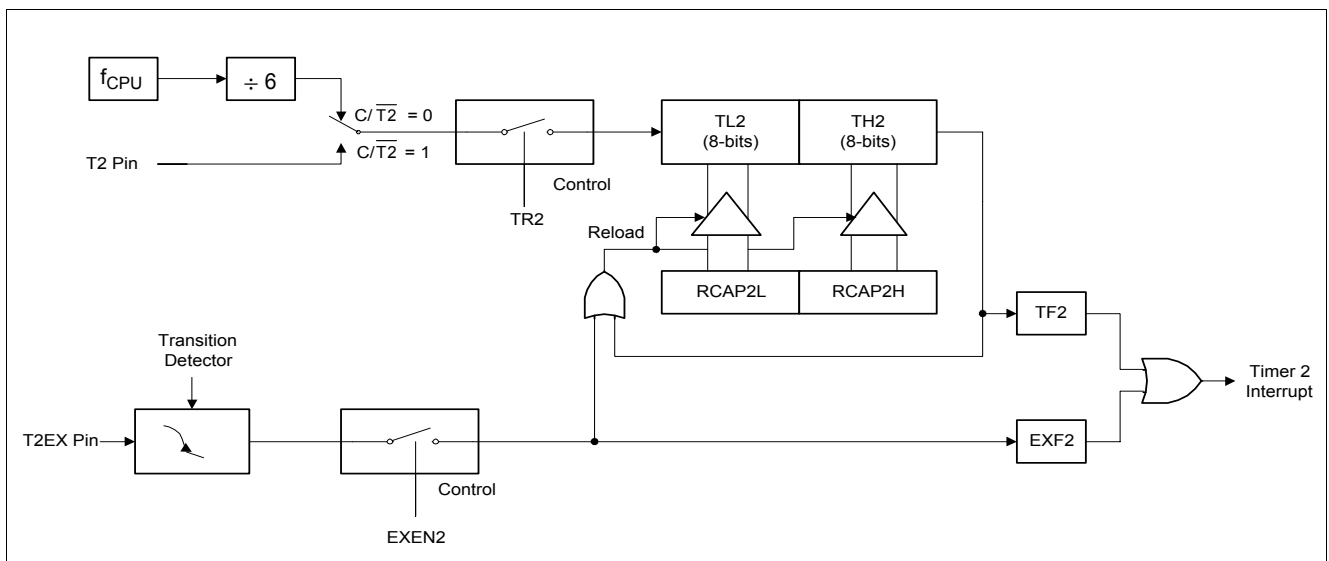 fCPU
÷ 6
C/T2 = 0
C/T2 = 1
T2 Pin
Control
TR2
TL2
(8-bits)
TH2
(8-bits)
Reload
RCAP2L
RCAP2H
TF2
Transition
Detector
Timer 2
Interrupt
T2EX Pin
EXF2
Control
EXEN2